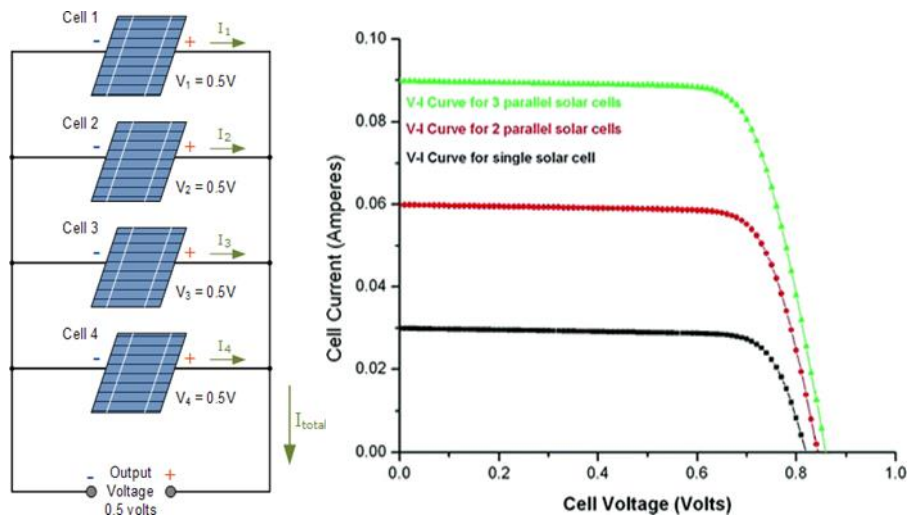 Cell 1
- + I1
V1 = 0.5V
Cell 2
- + I2
V2 = 0.5V
Cell 3
- + I3
V3 = 0.5V
Cell 4
- + I4
V4 = 0.5V
Itotal
- Output +
Voltage
0.5 volts
0.10
0.08
0.06
0.04
0.02
0.00
Cell Current (Amperes)
V-I Curve for 3 parallel solar cells
V-I Curve for 2 parallel solar cells
V-I Curve for single solar cell
0.0 0.2 0.4 0.6 0.8 1.0
Cell Voltage (Volts)